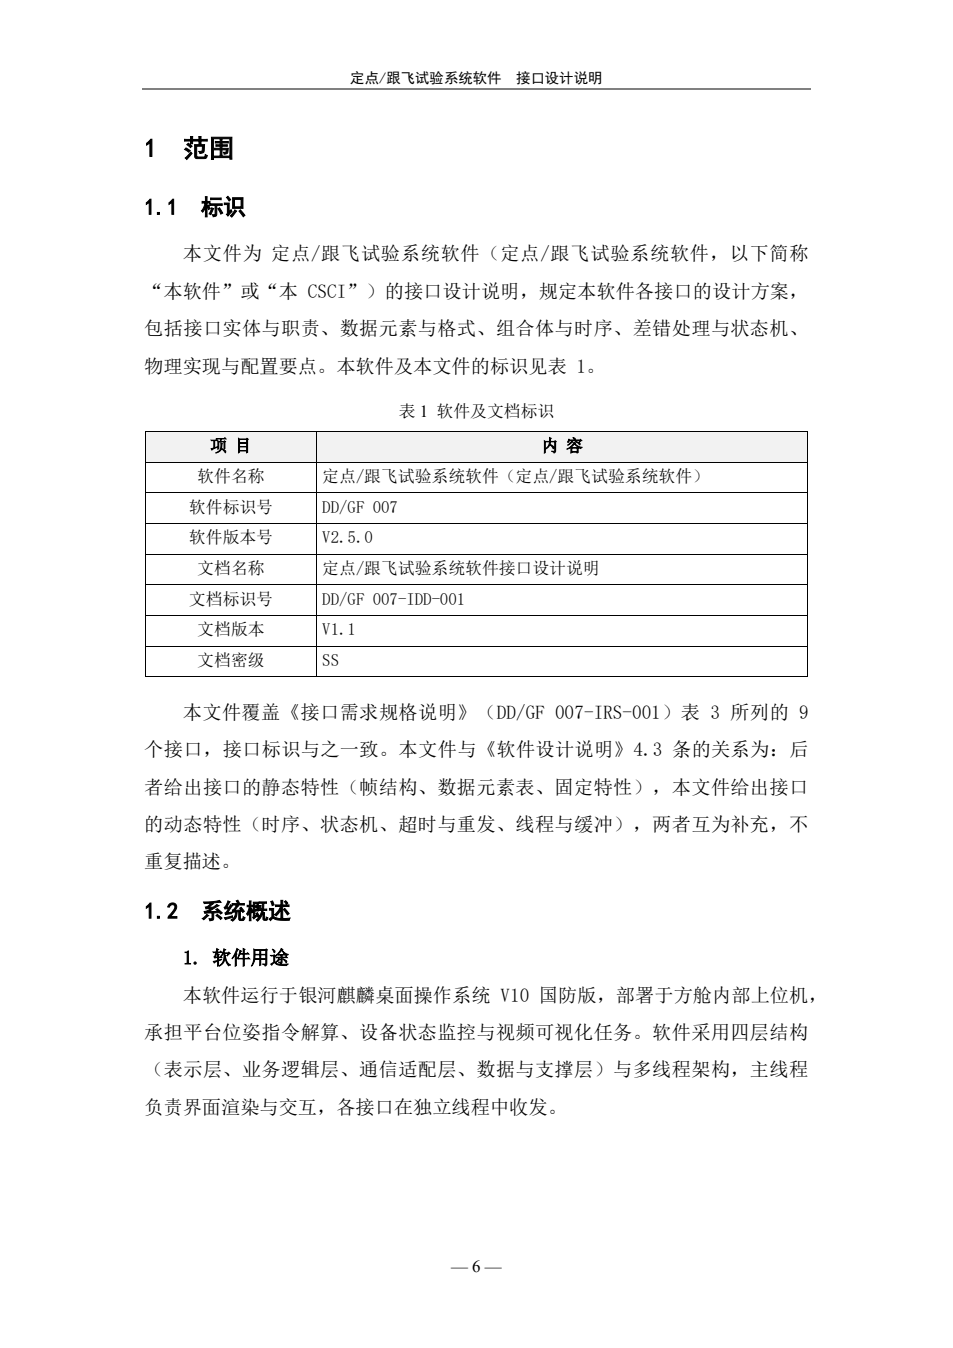 定点/跟飞试验系统软件　接口设计说明
1　范围
1.1　标识
本文件为 定点/跟飞试验系统软件（定点/跟飞试验系统软件，以下简称
“本软件”或“本 CSCI”）的接口设计说明，规定本软件各接口的设计方案，
包括接口实体与职责、数据元素与格式、组合体与时序、差错处理与状态机、
物理实现与配置要点。本软件及本文件的标识见表 1。
表 1 软件及文档标识
项 目　内 容
软件名称　定点/跟飞试验系统软件（定点/跟飞试验系统软件）
软件标识号　DD/GF 007
软件版本号　V2.5.0
文档名称　定点/跟飞试验系统软件接口设计说明
文档标识号　DD/GF 007-IDD-001
文档版本　V1.1
文档密级　SS
本文件覆盖《接口需求规格说明》（DD/GF 007-IRS-001）表 3 所列的 9
个接口，接口标识与之一致。本文件与《软件设计说明》4.3 条的关系为：后
者给出接口的静态特性（帧结构、数据元素表、固定特性），本文件给出接口
的动态特性（时序、状态机、超时与重发、线程与缓冲），两者互为补充，不
重复描述。
1.2　系统概述
1. 软件用途
本软件运行于银河麒麟桌面操作系统 V10 国防版，部署于方舱内部上位机，
承担平台位姿指令解算、设备状态监控与视频可视化任务。软件采用四层结构
（表示层、业务逻辑层、通信适配层、数据与支撑层）与多线程架构，主线程
负责界面渲染与交互，各接口在独立线程中收发。
— 6 —